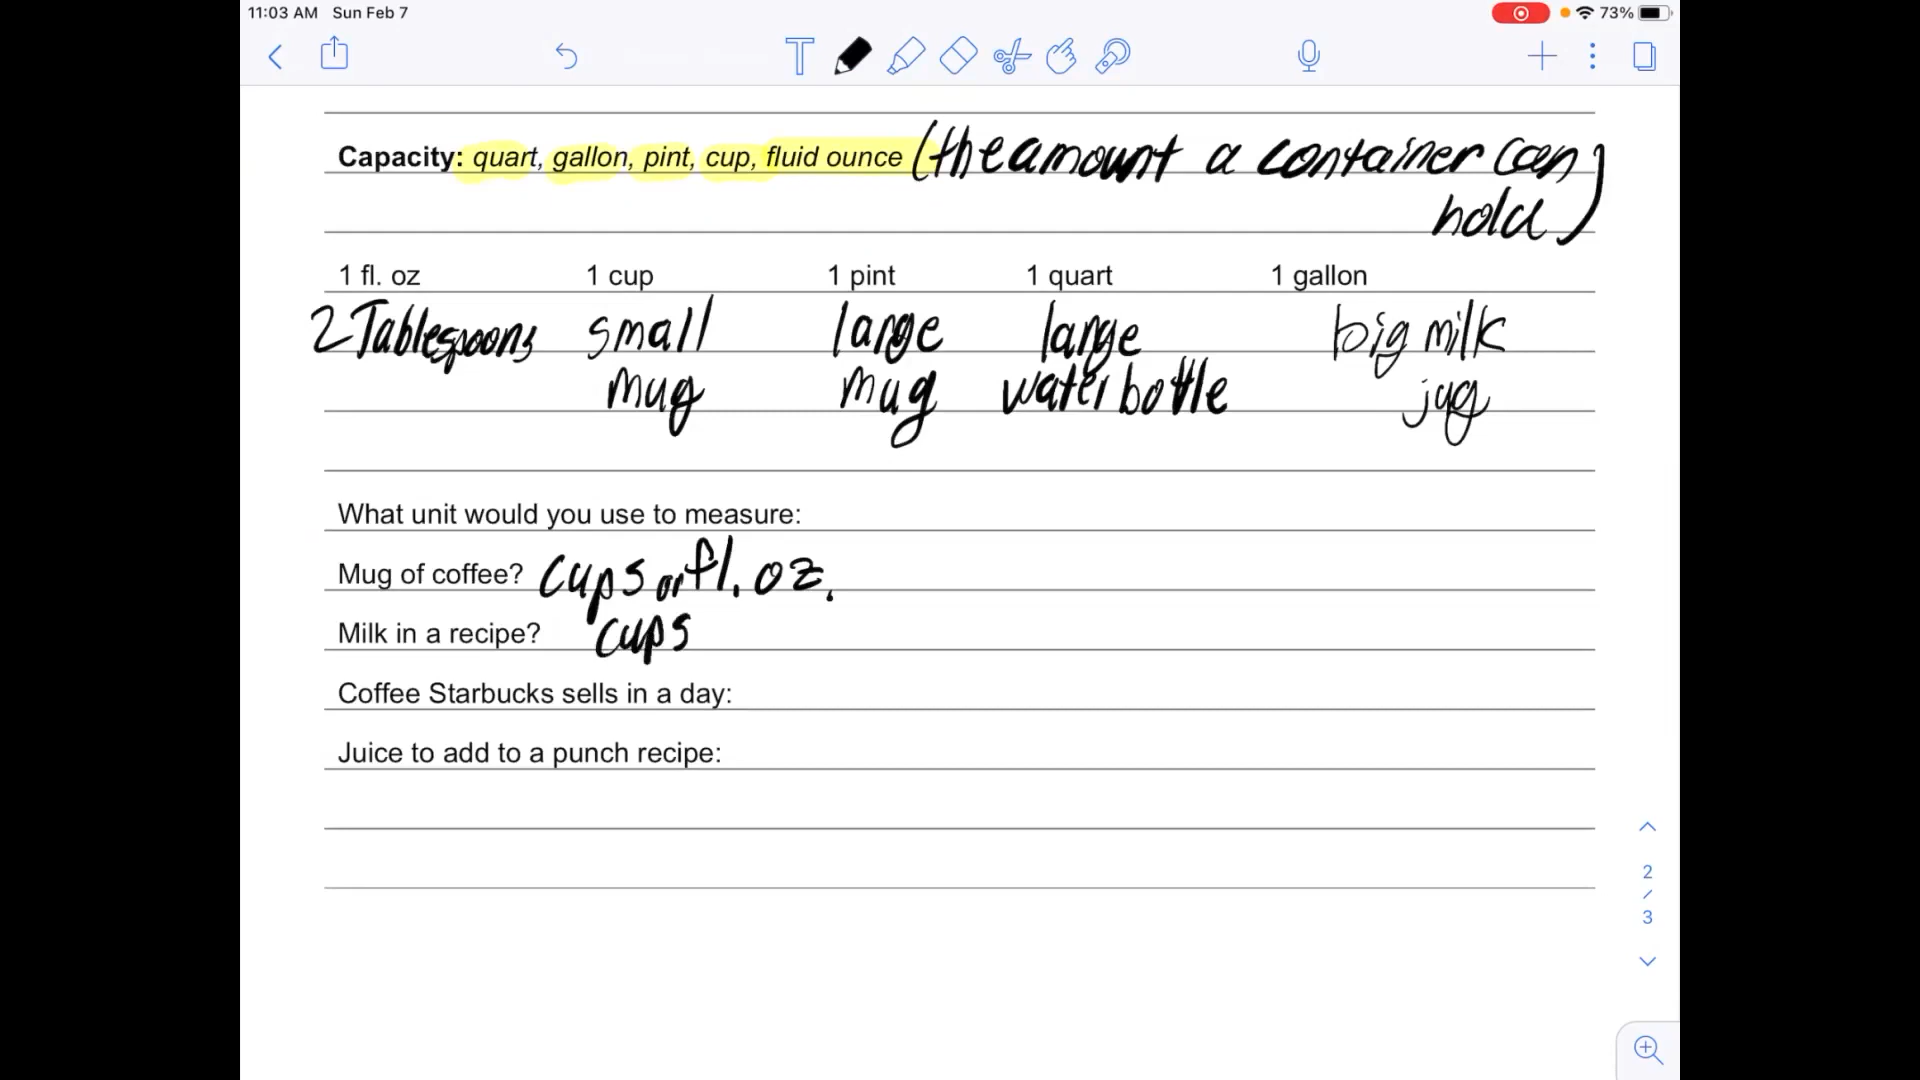 11:03 AM Sun Feb 7 73%
T
Capacity: quart, gallon, pint, cup, fluid ounce (the amount a container can
hold)
1 fl. oz 1 cup 1 pint 1 quart 1 gallon
2 Tablespoons small large large big milk
mug mug water bottle jug
What unit would you use to measure:
Mug of coffee? cups or fl. oz.
Milk in a recipe? cups
Coffee Starbucks sells in a day:
Juice to add to a punch recipe:
2
/
3